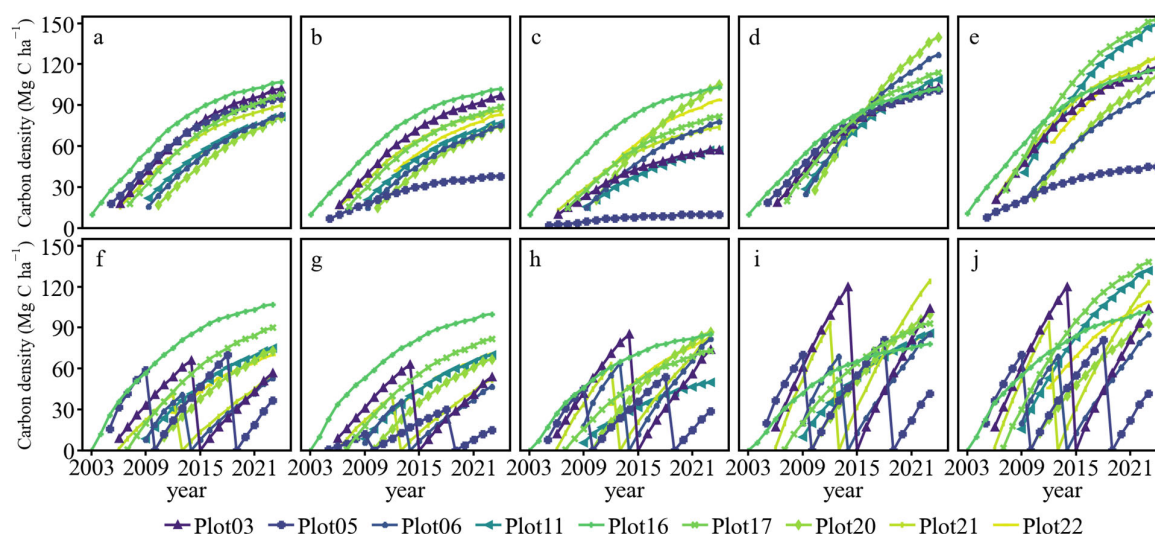 Carbon density (Mg C ha⁻¹)
150
120
90
60
30
0
a
b
c
d
e
Carbon density (Mg C ha⁻¹)
150
120
90
60
30
0
f
g
h
i
j
2003 2009 2015 2021 2003 2009 2015 2021 2003 2009 2015 2021 2003 2009 2015 2021 2003 2009 2015 2021
year year year year year
Plot03 Plot05 Plot06 Plot11 Plot16 Plot17 Plot20 Plot21 Plot22